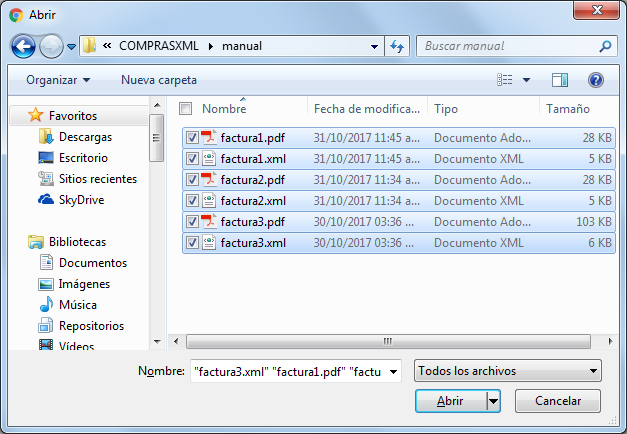 Abrir
« COMPRASXML ▸ manual
Buscar manual
Organizar ▾ Nueva carpeta
Favoritos
Descargas
Escritorio
Sitios recientes
SkyDrive
Bibliotecas
Documentos
Imágenes
Música
Repositorios
Vídeos
Nombre Fecha de modifica... Tipo Tamaño
factura1.pdf 31/10/2017 11:45 a... Documento Ado... 28 KB
factura1.xml 31/10/2017 11:45 a... Documento XML 5 KB
factura2.pdf 31/10/2017 11:34 a... Documento Ado... 28 KB
factura2.xml 31/10/2017 11:34 a... Documento XML 5 KB
factura3.pdf 30/10/2017 03:36 ... Documento Ado... 103 KB
factura3.xml 30/10/2017 03:36 ... Documento XML 6 KB
Nombre: "factura3.xml" "factura1.pdf" "factu
Todos los archivos
Abrir
Cancelar